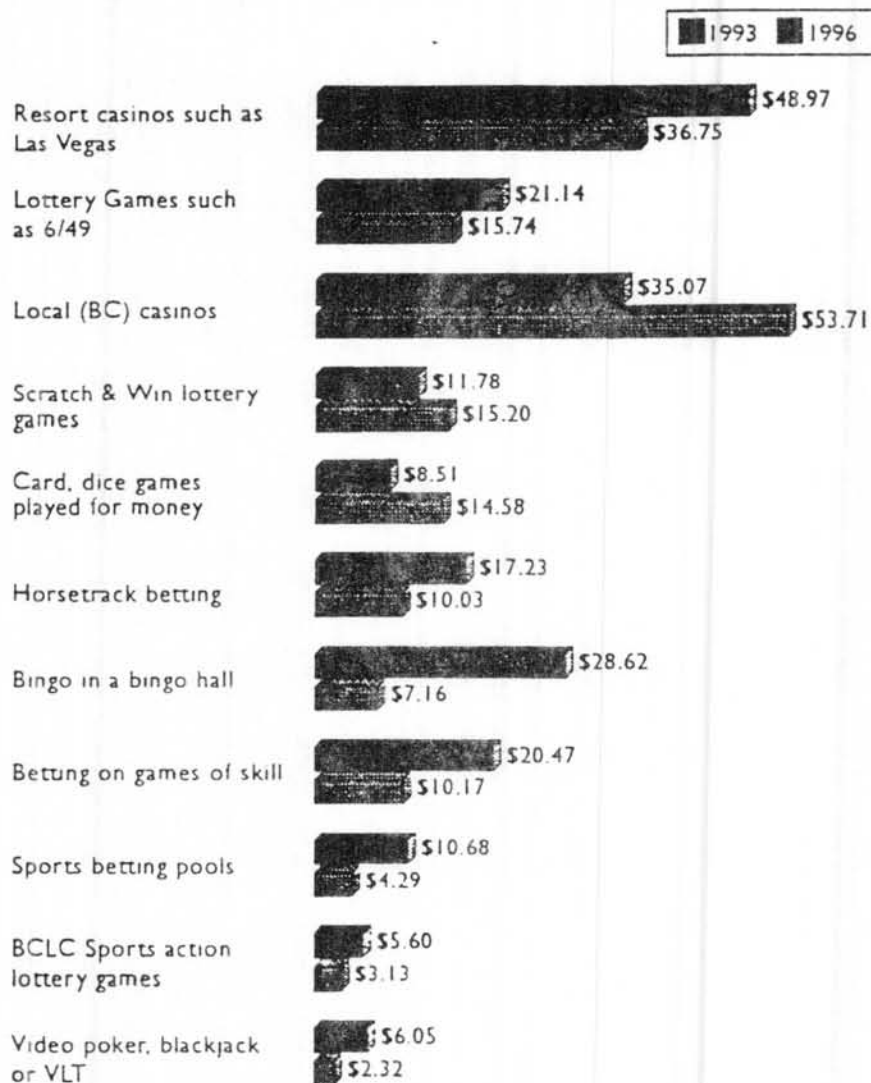 1993 1996
Resort casinos such as
Las Vegas
$48.97
$36.75
Lottery Games such
as 6/49
$21.14
$15.74
Local (BC) casinos
$35.07
$53.71
Scratch & Win lottery
games
$11.78
$15.20
Card, dice games
played for money
$8.51
$14.58
Horsetrack betting
$17.23
$10.03
Bingo in a bingo hall
$28.62
$7.16
Betting on games of skill
$20.47
$10.17
Sports betting pools
$10.68
$4.29
BCLC Sports action
lottery games
$5.60
$3.13
Video poker, blackjack
or VLT
$6.05
$2.32